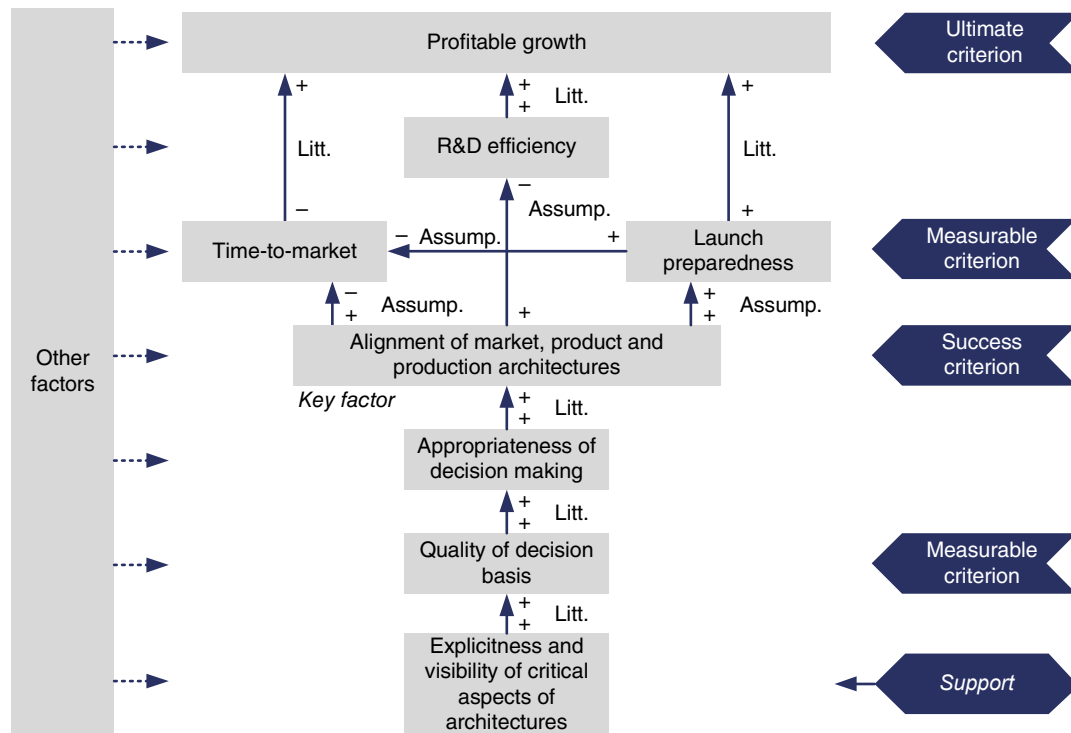 Profitable growth
Ultimate
criterion
+
+
+
Litt.
+
+
R&D efficiency
Litt.
Litt.
–
Assump.
–
+
Time-to-market
–
Assump.
+
Launch
preparedness
Measurable
criterion
–
+
Assump.
+
+
+
Assump.
Other
factors
Alignment of market, product and
production architectures
Success
criterion
Key factor
+
+
Litt.
Appropriateness of
decision making
+
+
Litt.
Quality of decision
basis
Measurable
criterion
+
+
Litt.
Explicitness and
visibility of critical
aspects of
architectures
Support